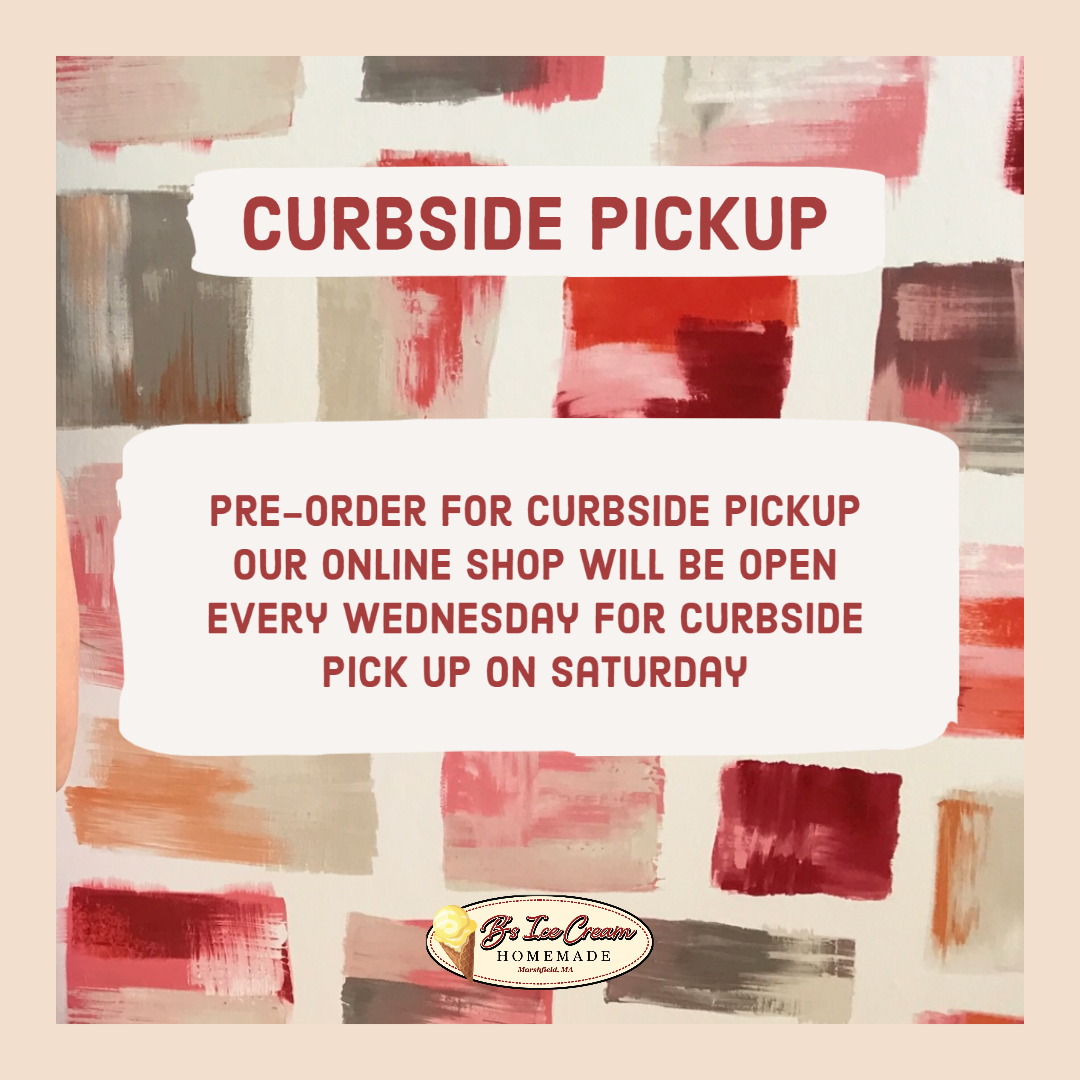 CURBSIDE PICKUP
PRE-ORDER FOR CURBSIDE PICKUP
OUR ONLINE SHOP WILL BE OPEN
EVERY WEDNESDAY FOR CURBSIDE
PICK UP ON SATURDAY
B's Ice Cream
HOMEMADE
Marshfield, MA